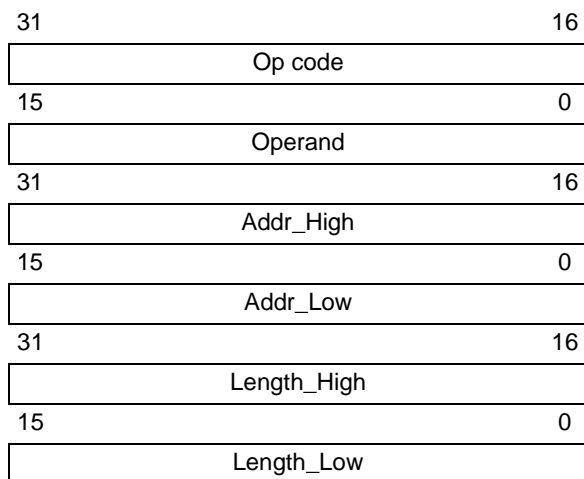 31 16
Op code
15 0
Operand
31 16
Addr_High
15 0
Addr_Low
31 16
Length_High
15 0
Length_Low